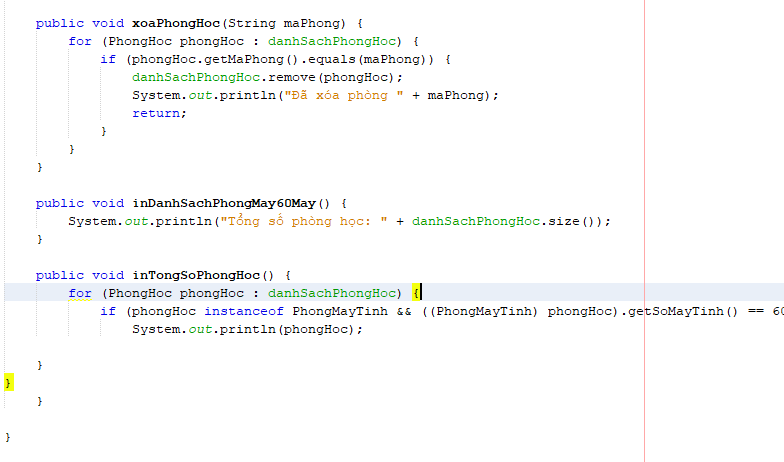 public void xoaPhongHoc(String maPhong) {
for (PhongHoc phongHoc : danhSachPhongHoc) {
if (phongHoc.getMaPhong().equals(maPhong)) {
danhSachPhongHoc.remove(phongHoc);
System.out.println("Đã xóa phòng " + maPhong);
return;
}
}
}
public void inDanhSachPhongMay60May() {
System.out.println("Tổng số phòng học: " + danhSachPhongHoc.size());
}
public void inTongSoPhongHoc() {
for (PhongHoc phongHoc : danhSachPhongHoc) {
if (phongHoc instanceof PhongMayTinh && ((PhongMayTinh) phongHoc).getSoMayTinh() == 60
System.out.println(phongHoc);
}
}
}
}